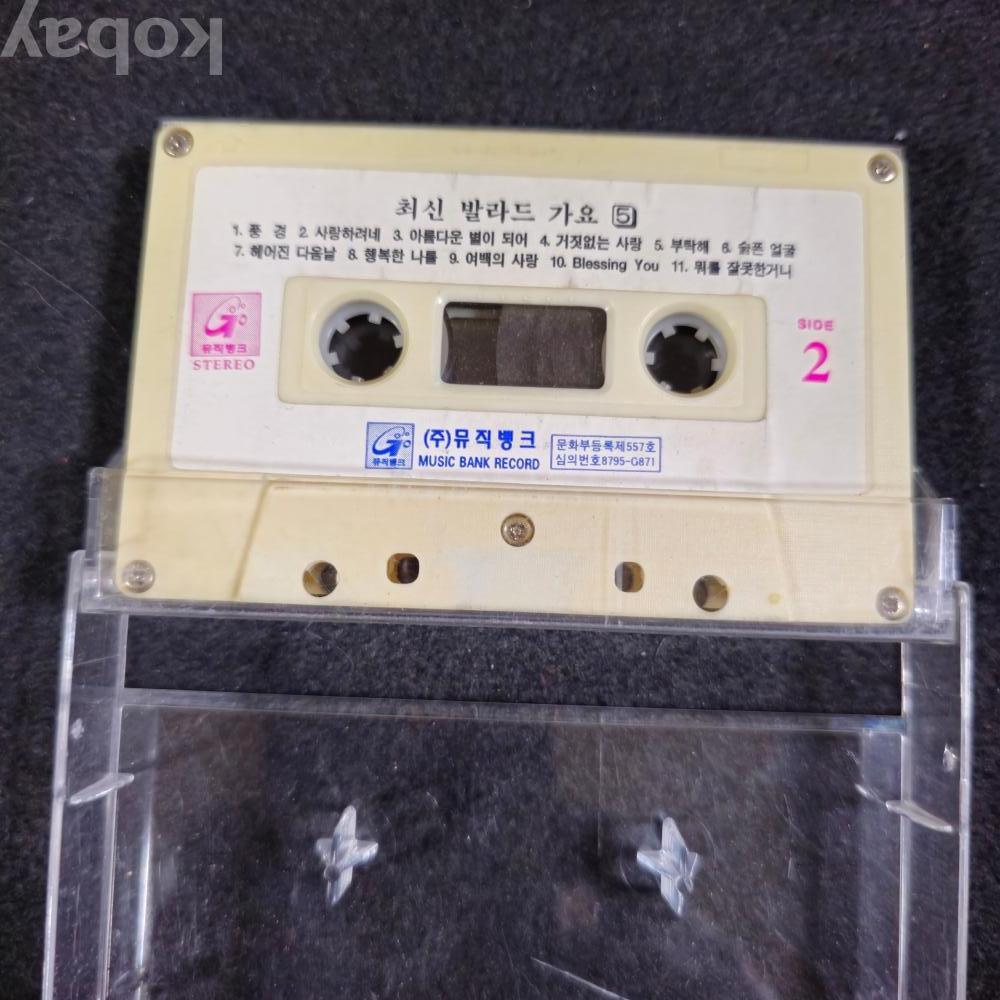 kobay
최신 발라드 가요 5
1. 풍 경 2. 사랑하려네 3. 아름다운 별이 되어 4. 거짓없는 사랑 5. 부탁해 6. 슬픈 얼굴
7. 헤어진 다음날 8. 행복한 나를 9. 여백의 사랑 10. Blessing You 11. 뭐를 잘못한거니
뮤직뱅크
STEREO
SIDE
2
뮤직뱅크
(주)뮤직뱅크
MUSIC BANK RECORD
문화부등록제557호
심의번호8795-G871